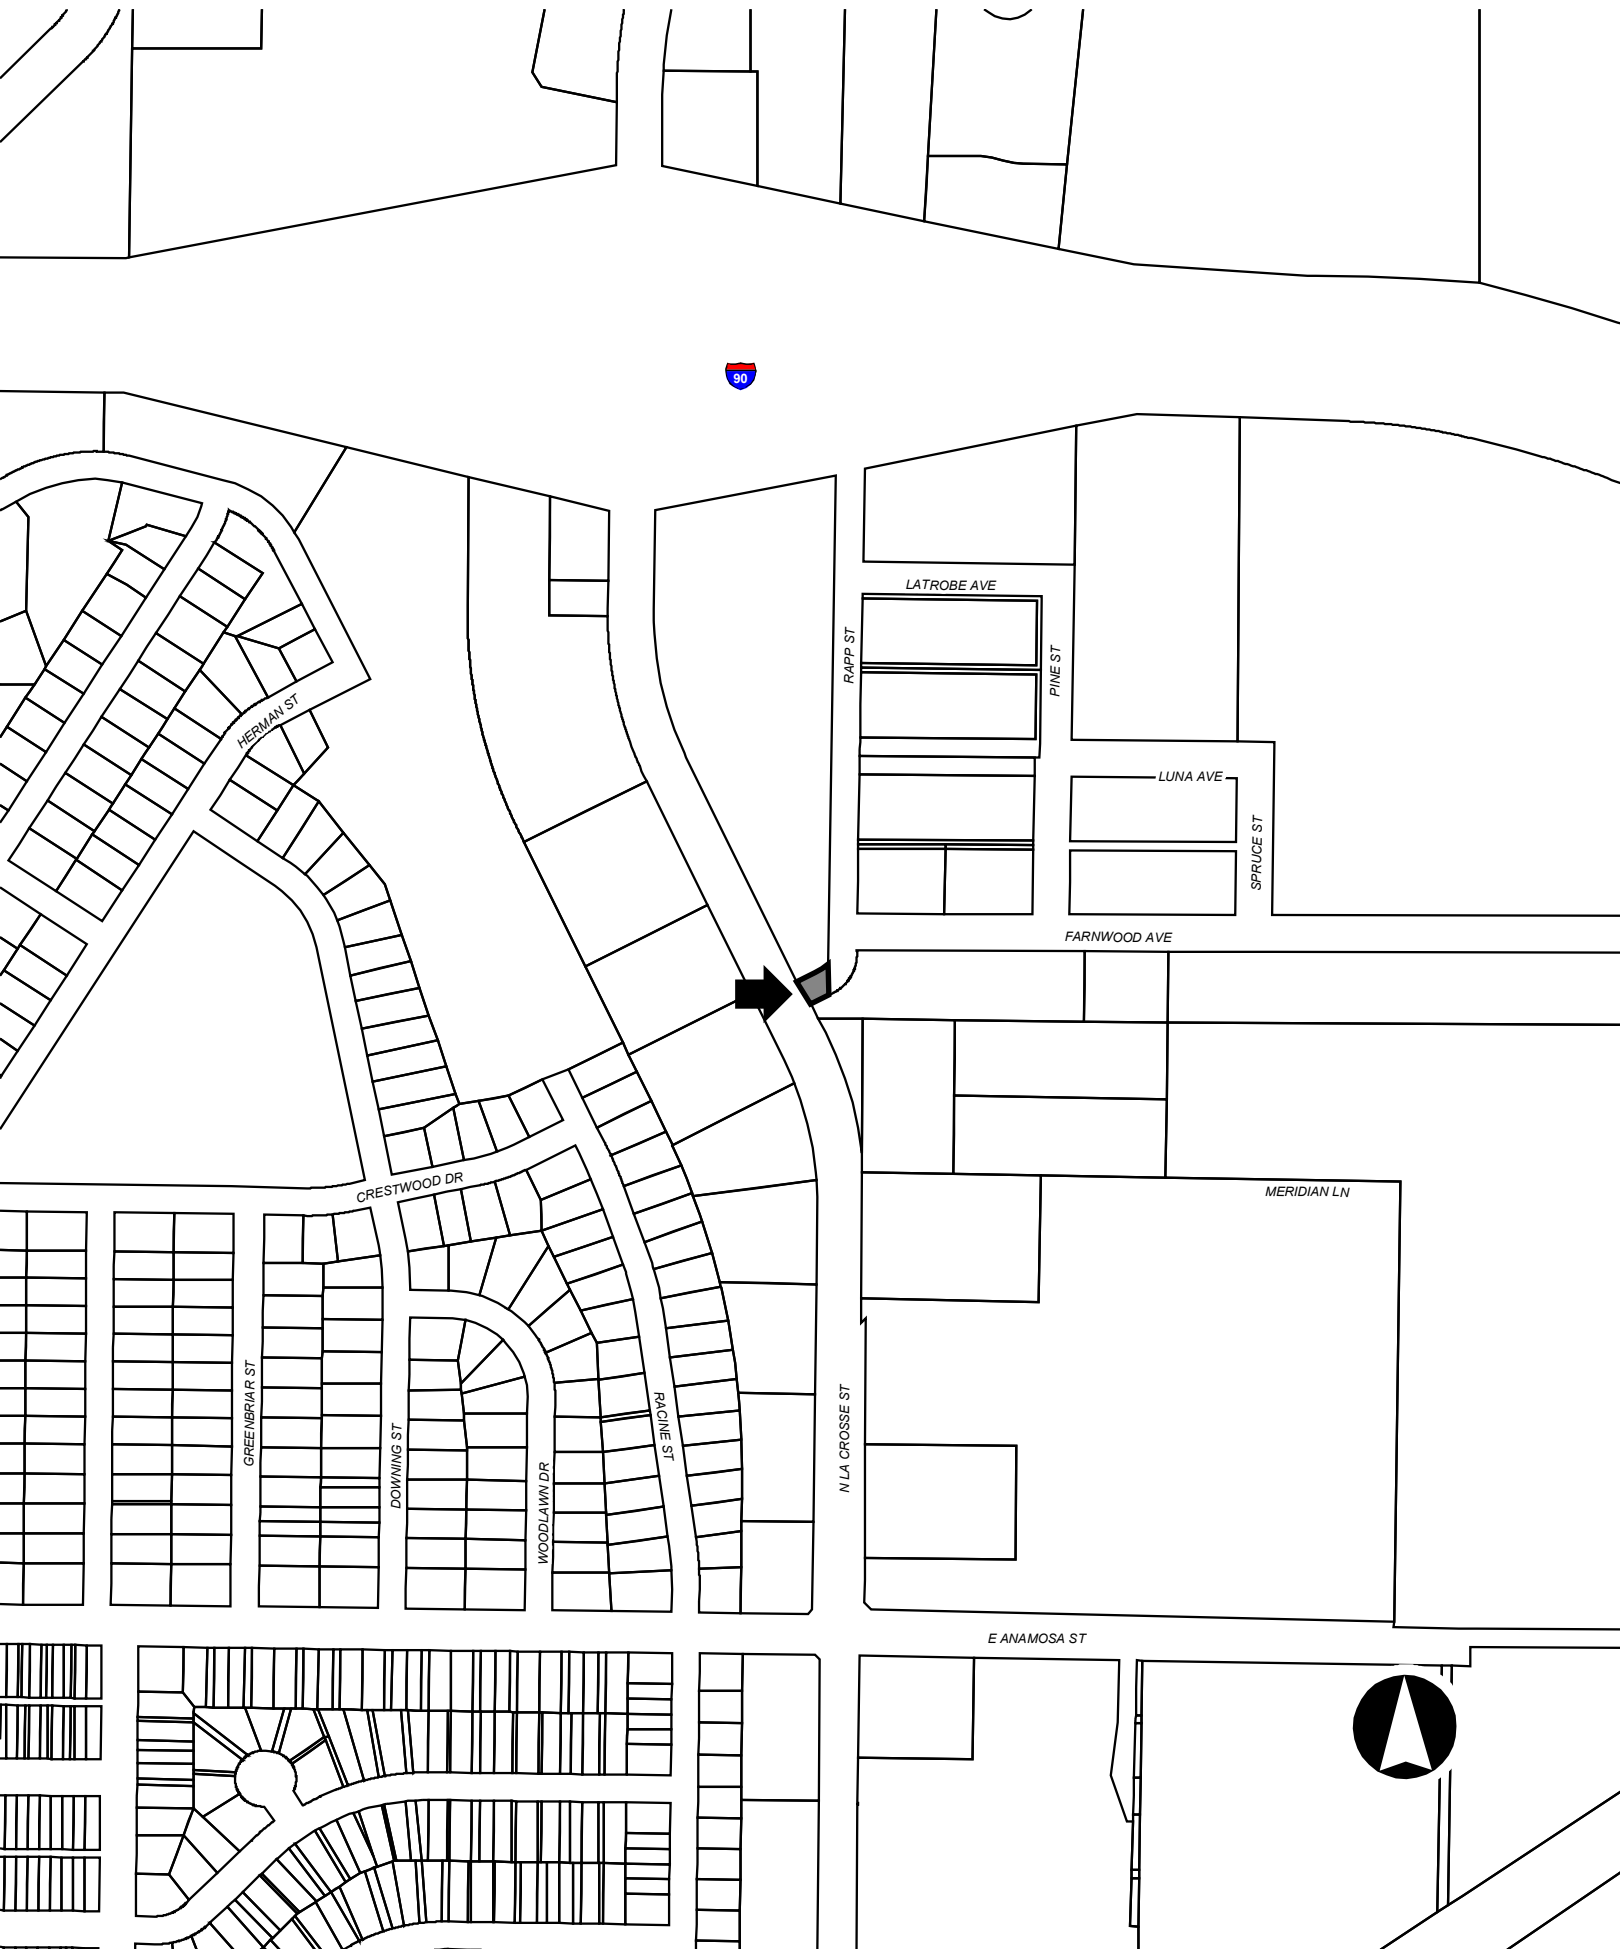 90
LATROBE AVE
RAPP ST
PINE ST
HERMAN ST
LUNA AVE
SPRUCE ST
FARNWOOD AVE
CRESTWOOD DR
MERIDIAN LN
GREENBRIAR ST
DOWNING ST
WOODLAWN DR
RACINE ST
N LA CROSSE ST
E ANAMOSA ST